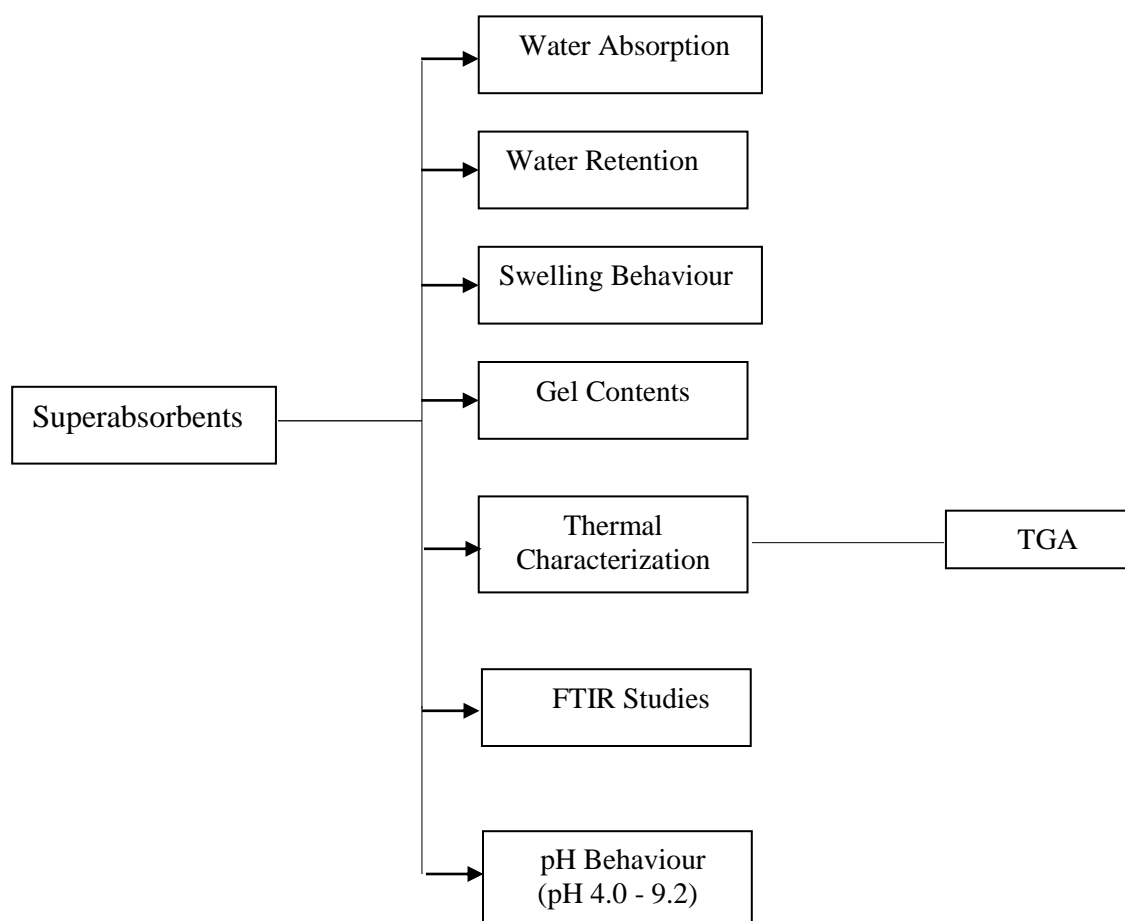 Water Absorption
Water Retention
Swelling Behaviour
Gel Contents
Superabsorbents
Thermal
Characterization
TGA
FTIR Studies
pH Behaviour
(pH 4.0 - 9.2)